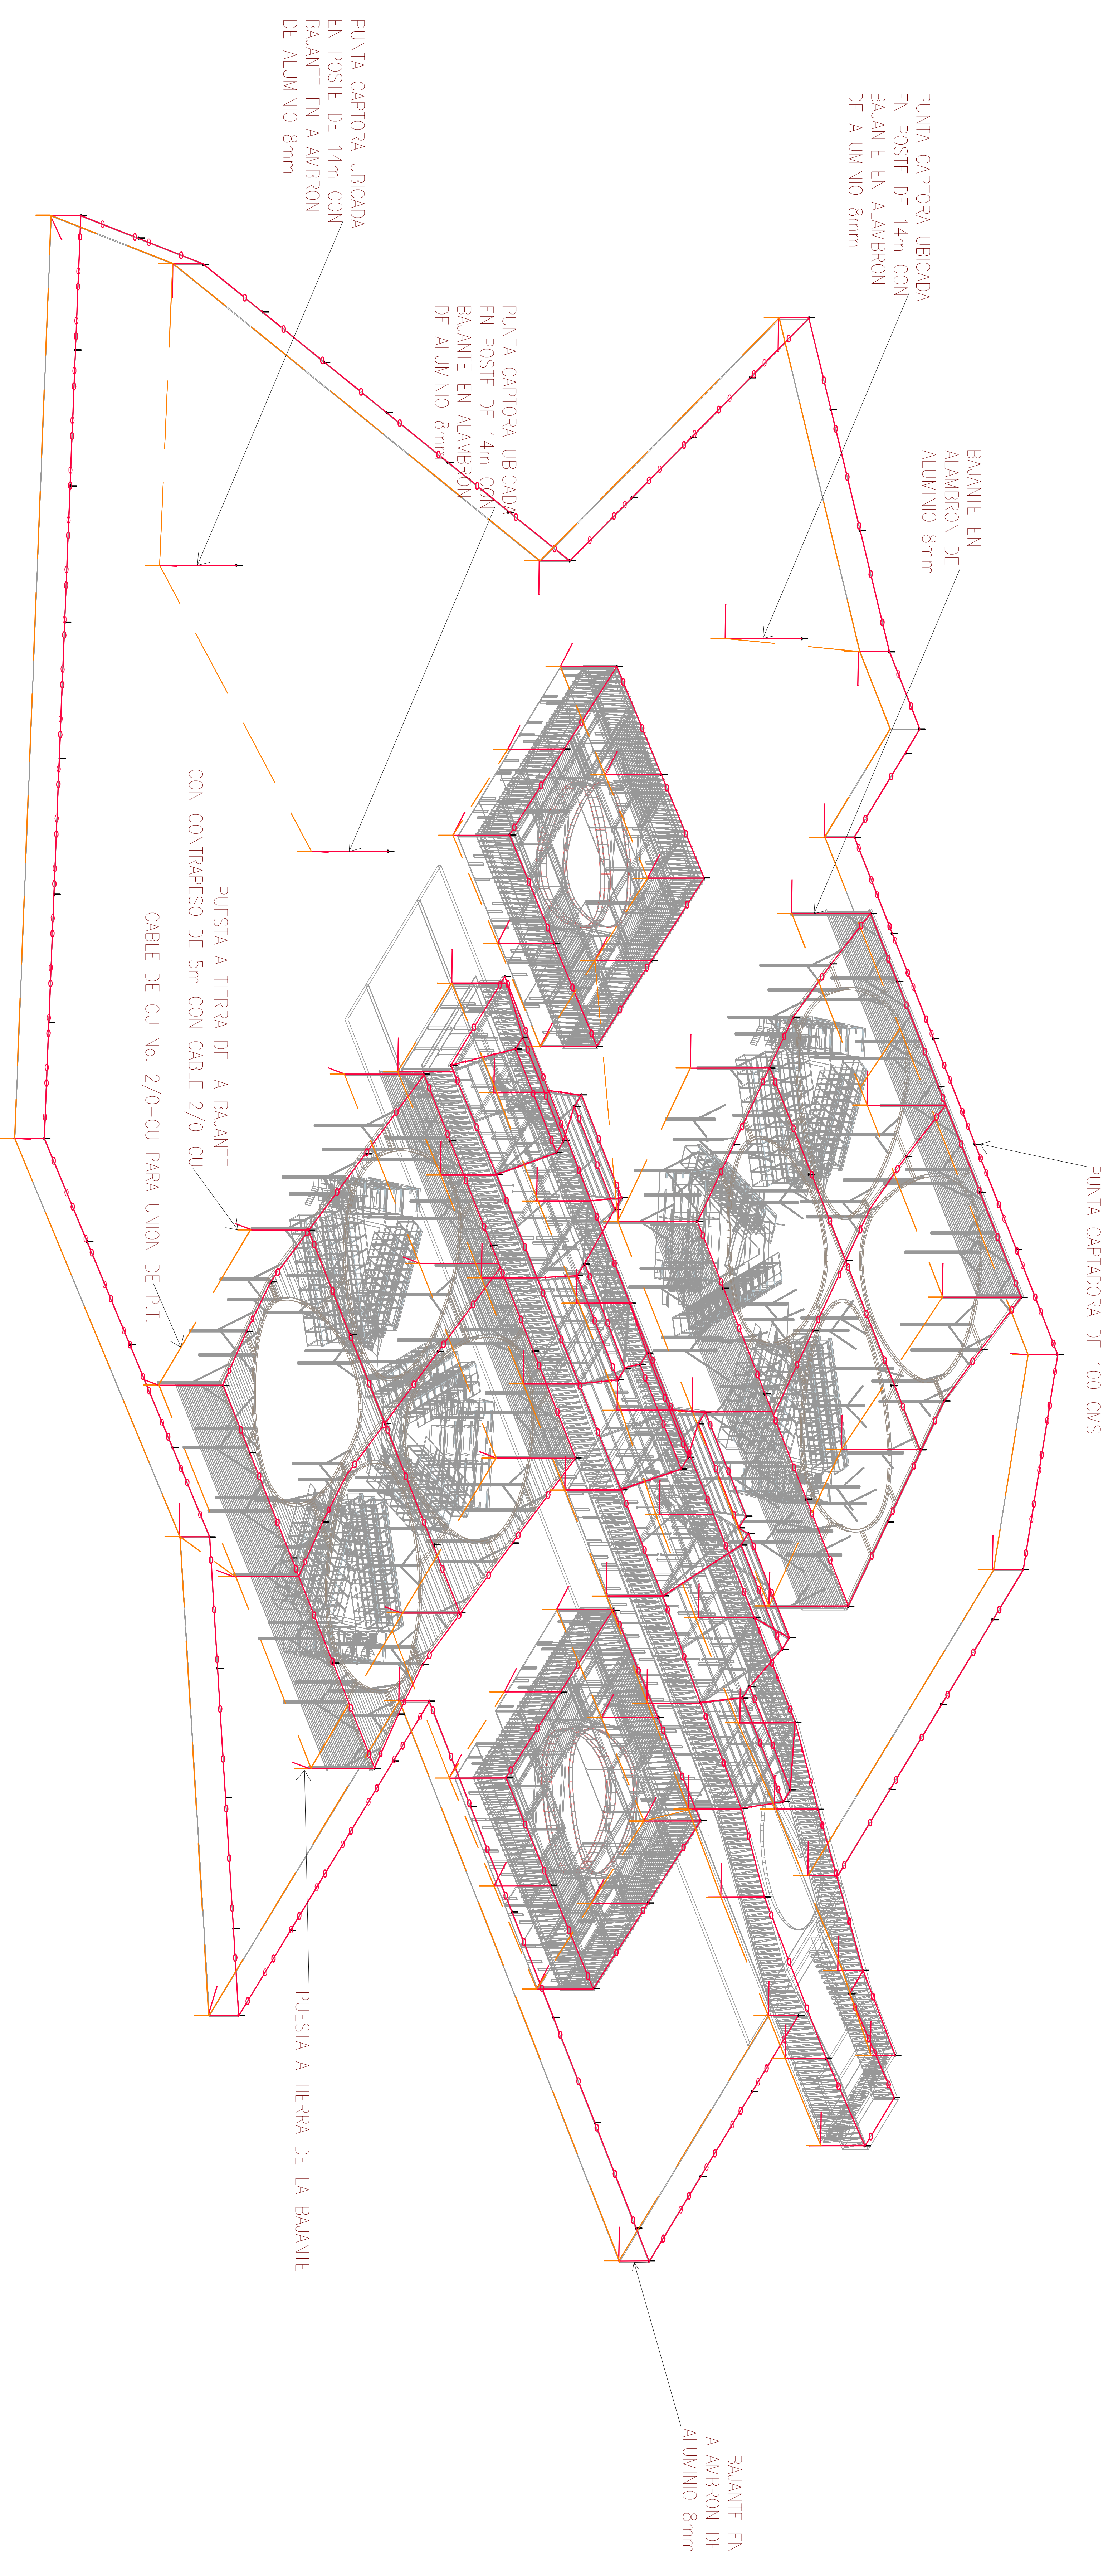 PUNTA CAPTADORA DE 100 CMS
BAJANTE EN
ALAMBRON DE
ALUMINIO 8mm
PUNTA CAPTORA UBICADA
EN POSTE DE 14m CON
BAJANTE EN ALAMBRON
DE ALUMINIO 8mm
BAJANTE EN
ALAMBRON DE
ALUMINIO 8mm
PUNTA CAPTORA UBICADA
EN POSTE DE 14m CON
BAJANTE EN ALAMBRON
DE ALUMINIO 8mm
PUNTA CAPTORA UBICADA
EN POSTE DE 14m CON
BAJANTE EN ALAMBRON
DE ALUMINIO 8mm
PUESTA A TIERRA DE LA BAJANTE
PUESTA A TIERRA DE LA BAJANTE
CON CONTRAPESO DE 5m CON CABLE 2/0-CU
CABLE DE CU No. 2/0-CU PARA UNION DE P.T.